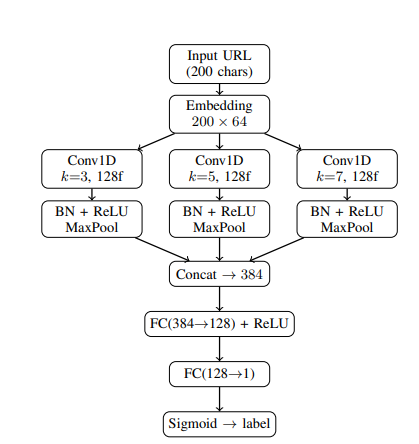 Input URL
(200 chars)
Embedding
200 × 64
Conv1D
k=3, 128f
Conv1D
k=5, 128f
Conv1D
k=7, 128f
BN + ReLU
MaxPool
BN + ReLU
MaxPool
BN + ReLU
MaxPool
Concat → 384
FC(384→128) + ReLU
FC(128→1)
Sigmoid → label